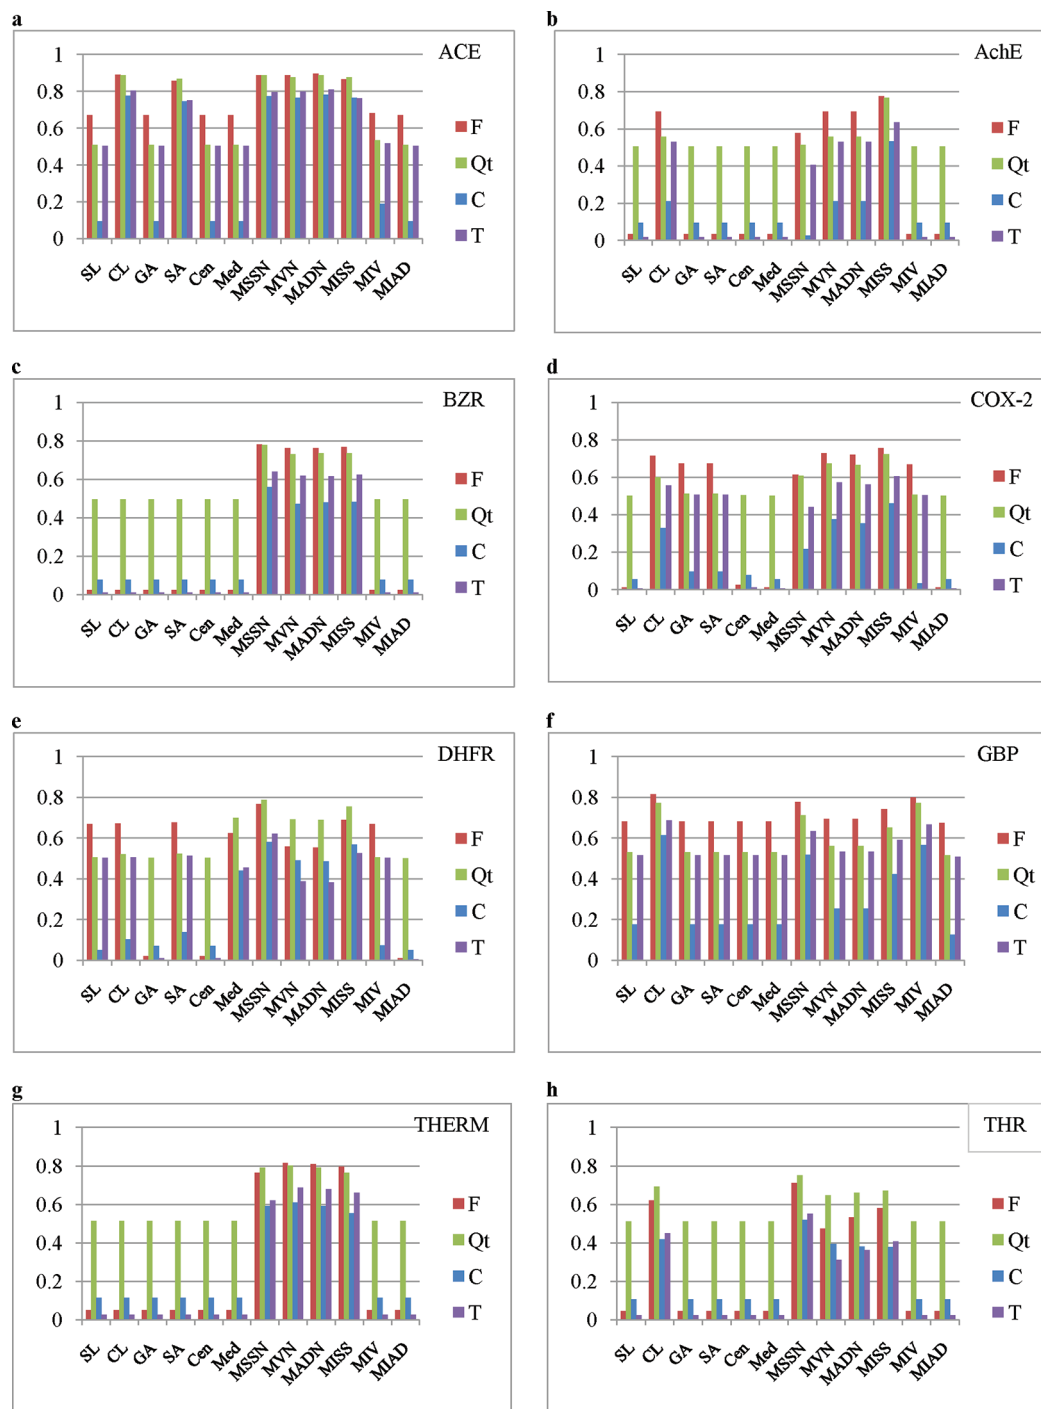 a
ACE
1
0.8
0.6
0.4
0.2
0
SL CL GA SA Cen Med MSSN MVN MADN MISS MIV MIAD
F
Qt
C
T
b
AchE
1
0.8
0.6
0.4
0.2
0
SL CL GA SA Cen Med MSSN MVN MADN MISS MIV MIAD
F
Qt
C
T
c
BZR
1
0.8
0.6
0.4
0.2
0
SL CL GA SA Cen Med MSSN MVN MADN MISS MIV MIAD
F
Qt
C
T
d
COX-2
1
0.8
0.6
0.4
0.2
0
SL CL GA SA Cen Med MSSN MVN MADN MISS MIV MIAD
F
Qt
C
T
e
DHFR
1
0.8
0.6
0.4
0.2
0
SL CL GA SA Cen Med MSSN MVN MADN MISS MIV MIAD
F
Qt
C
T
f
GBP
1
0.8
0.6
0.4
0.2
0
SL CL GA SA Cen Med MSSN MVN MADN MISS MIV MIAD
F
Qt
C
T
g
THERM
1
0.8
0.6
0.4
0.2
0
SL CL GA SA Cen Med MSSN MVN MADN MISS MIV MIAD
F
Qt
C
T
h
THR
1
0.8
0.6
0.4
0.2
0
SL CL GA SA Cen Med MSSN MVN MADN MISS MIV MIAD
F
Qt
C
T